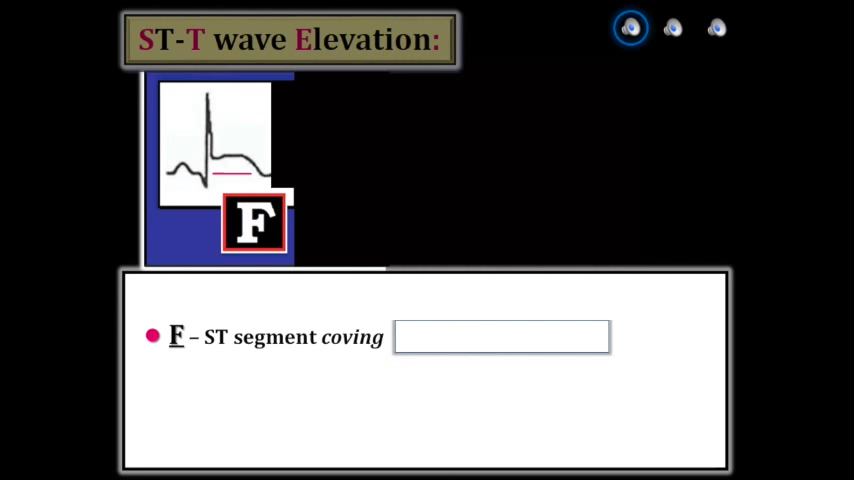 ST-T wave Elevation:
F
F – ST segment coving